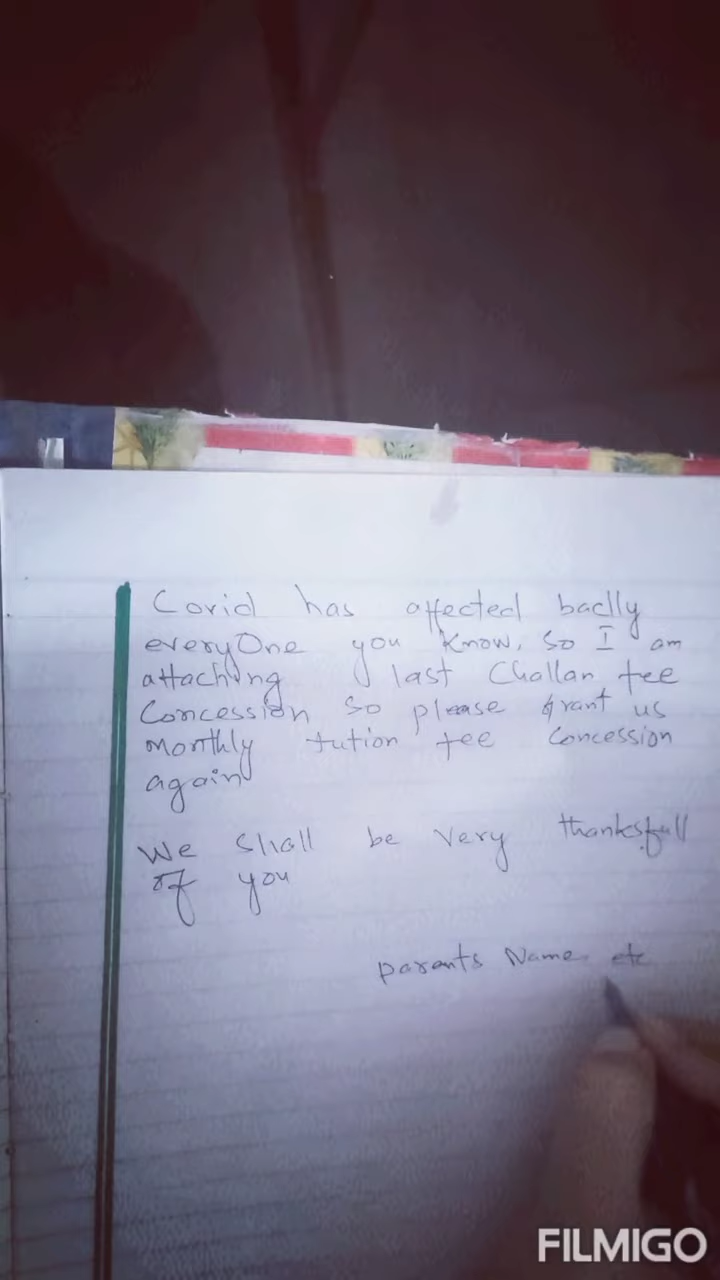 Covid has affected badlly
everyOne you know, so I am
attaching last Challan fee
Concession so please grant us
monthly tution fee Concession
again
We shall be very thanksfull
of you
parents Name etc
FILMIGO